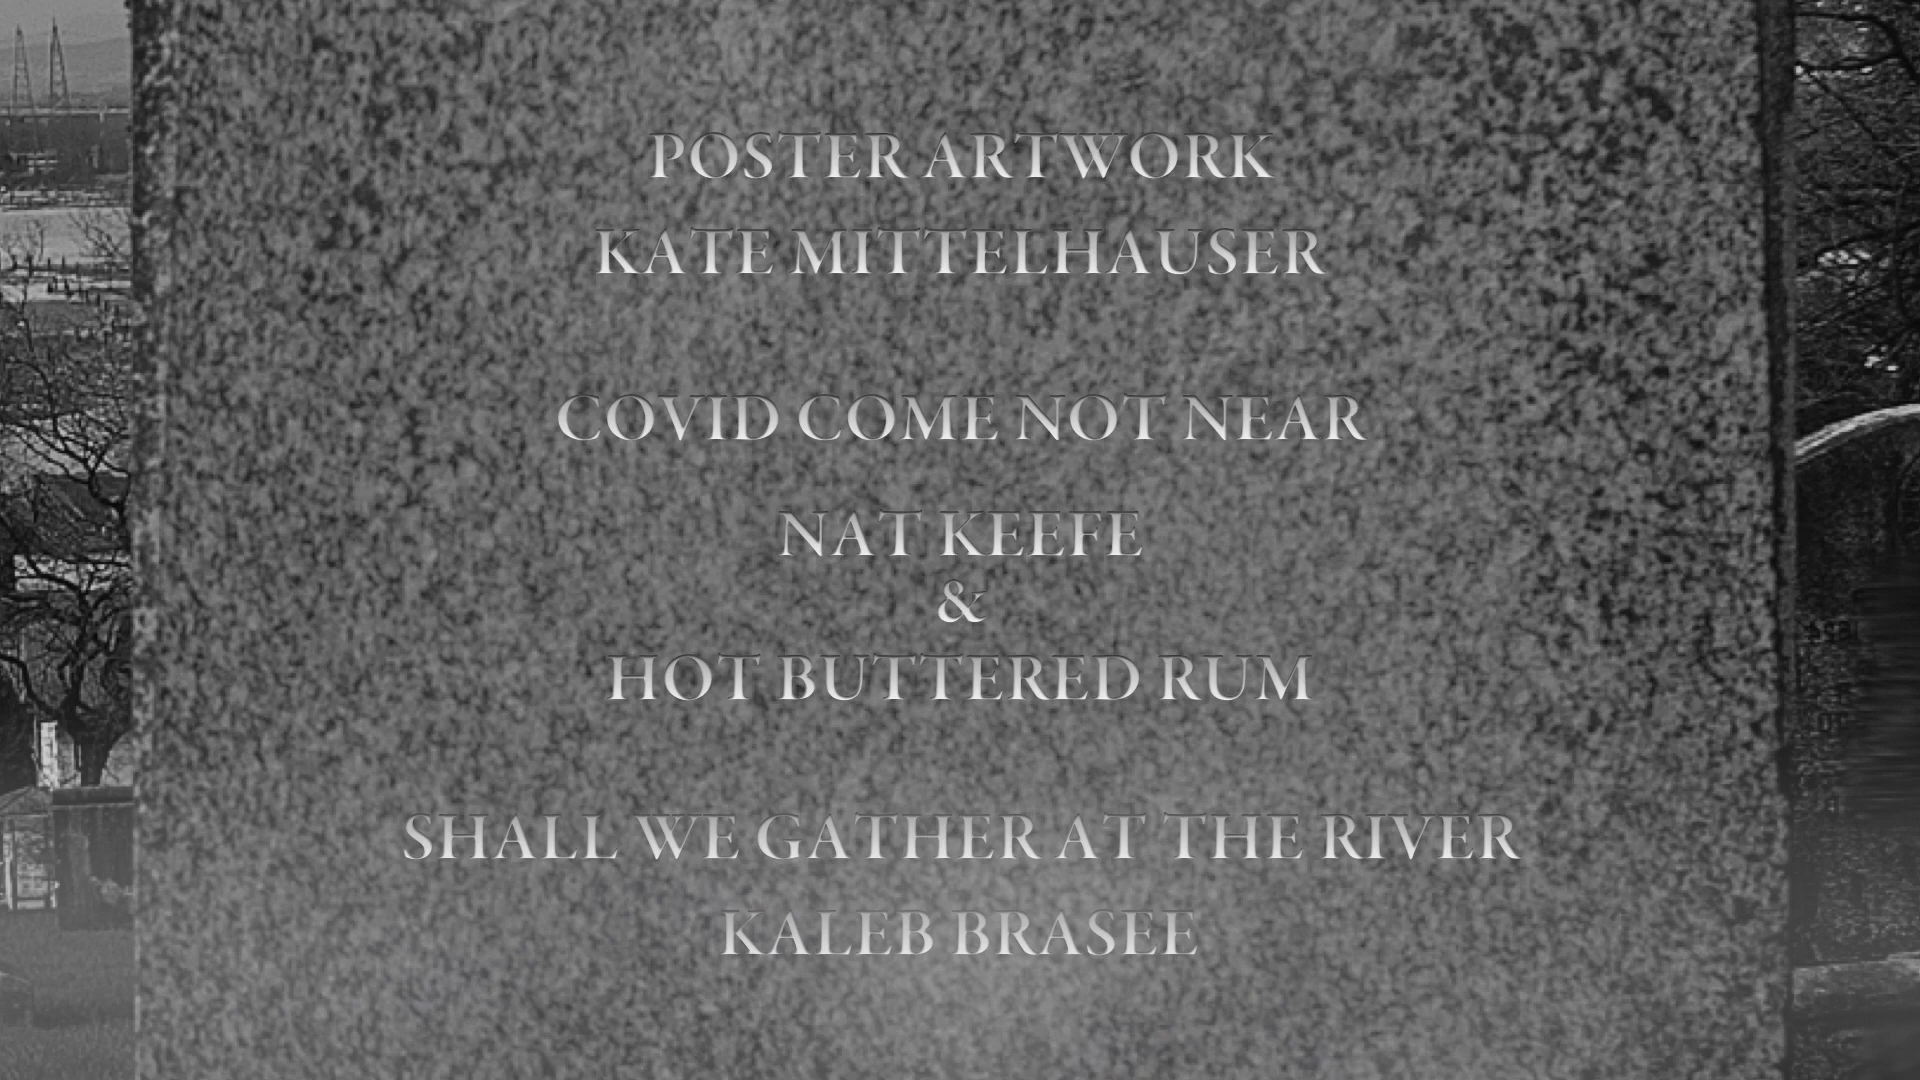 POSTER ARTWORK
KATE MITTELHAUSER
COVID COME NOT NEAR
NAT KEEFE
&
HOT BUTTERED RUM
SHALL WE GATHER AT THE RIVER
KALEB BRASEE